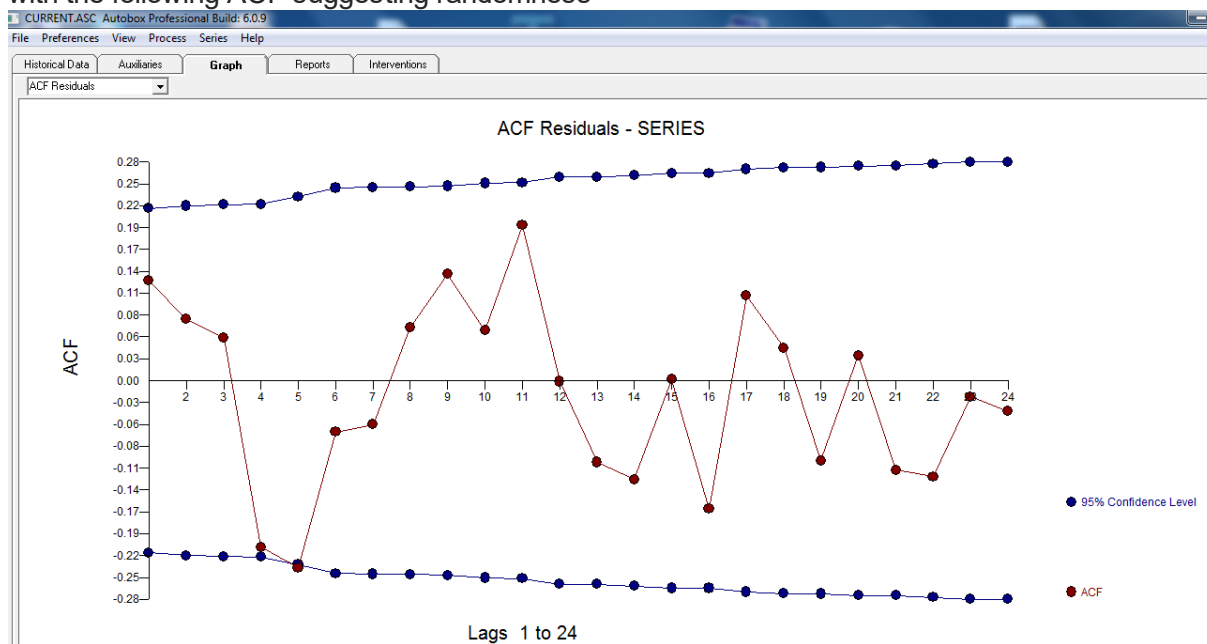 with the following ACF suggesting randomness
CURRENT.ASC Autobox Professional Build: 6.0.9
File Preferences View Process Series Help
Historical Data Auxiliaries Graph Reports Interventions
ACF Residuals
ACF Residuals - SERIES
0.28
0.25
0.22
0.19
0.17
0.14
0.11
0.08
0.06
0.03
0.00
2 3 4 5 6 7 8 9 10 11 12 13 14 15 16 17 18 19 20 21 22 23 24
-0.03
-0.06
-0.08
-0.11
-0.14
-0.17
-0.19
-0.22
-0.25
-0.28
ACF
95% Confidence Level
ACF
Lags 1 to 24